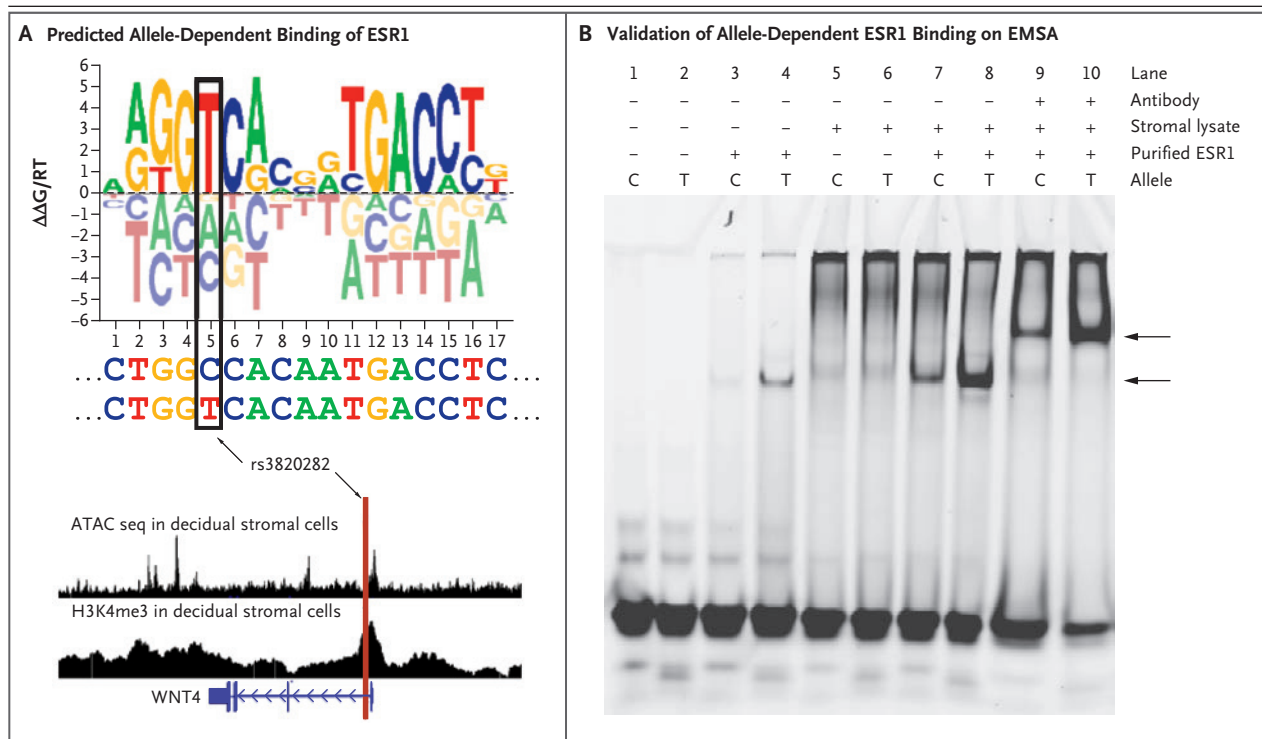 A Predicted Allele-Dependent Binding of ESR1
ΔΔG/RT
6
5
4
3
2
1
0
−1
−2
−3
−4
−5
−6
1 2 3 4 5 6 7 8 9 10 11 12 13 14 15 16 17
...CTGGCCACAATGACCTC...
...CTGGTCACAATGACCTC...
rs3820282
ATAC seq in decidual stromal cells
H3K4me3 in decidual stromal cells
WNT4
B Validation of Allele-Dependent ESR1 Binding on EMSA
1 2 3 4 5 6 7 8 9 10 Lane
− − − − − − − − + + Antibody
− − − − + + + + + + Stromal lysate
− − + + − − + + + + Purified ESR1
C T C T C T C T C T Allele